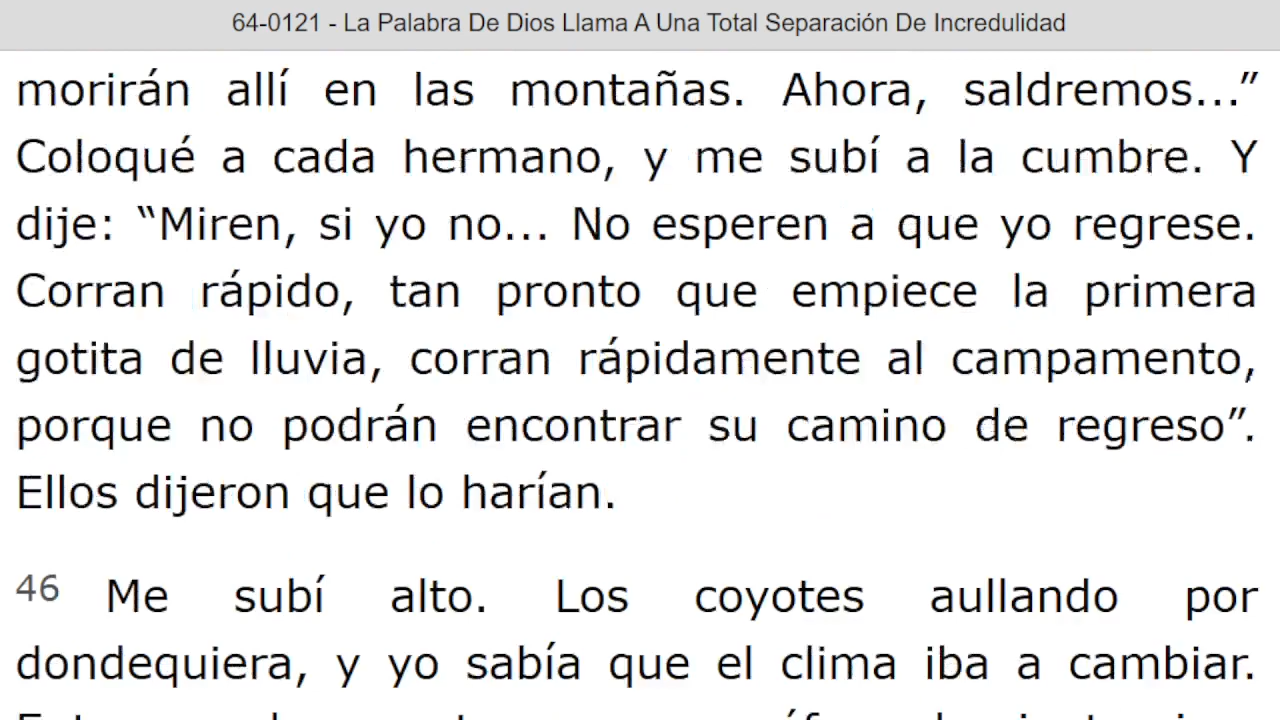 64-0121 - La Palabra De Dios Llama A Una Total Separación De Incredulidad
morirán allí en las montañas. Ahora, saldremos...”
Coloqué a cada hermano, y me subí a la cumbre. Y
dije: “Miren, si yo no... No esperen a que yo regrese.
Corran rápido, tan pronto que empiece la primera
gotita de lluvia, corran rápidamente al campamento,
porque no podrán encontrar su camino de regreso”.
Ellos dijeron que lo harían.
46 Me subí alto. Los coyotes aullando por
dondequiera, y yo sabía que el clima iba a cambiar.